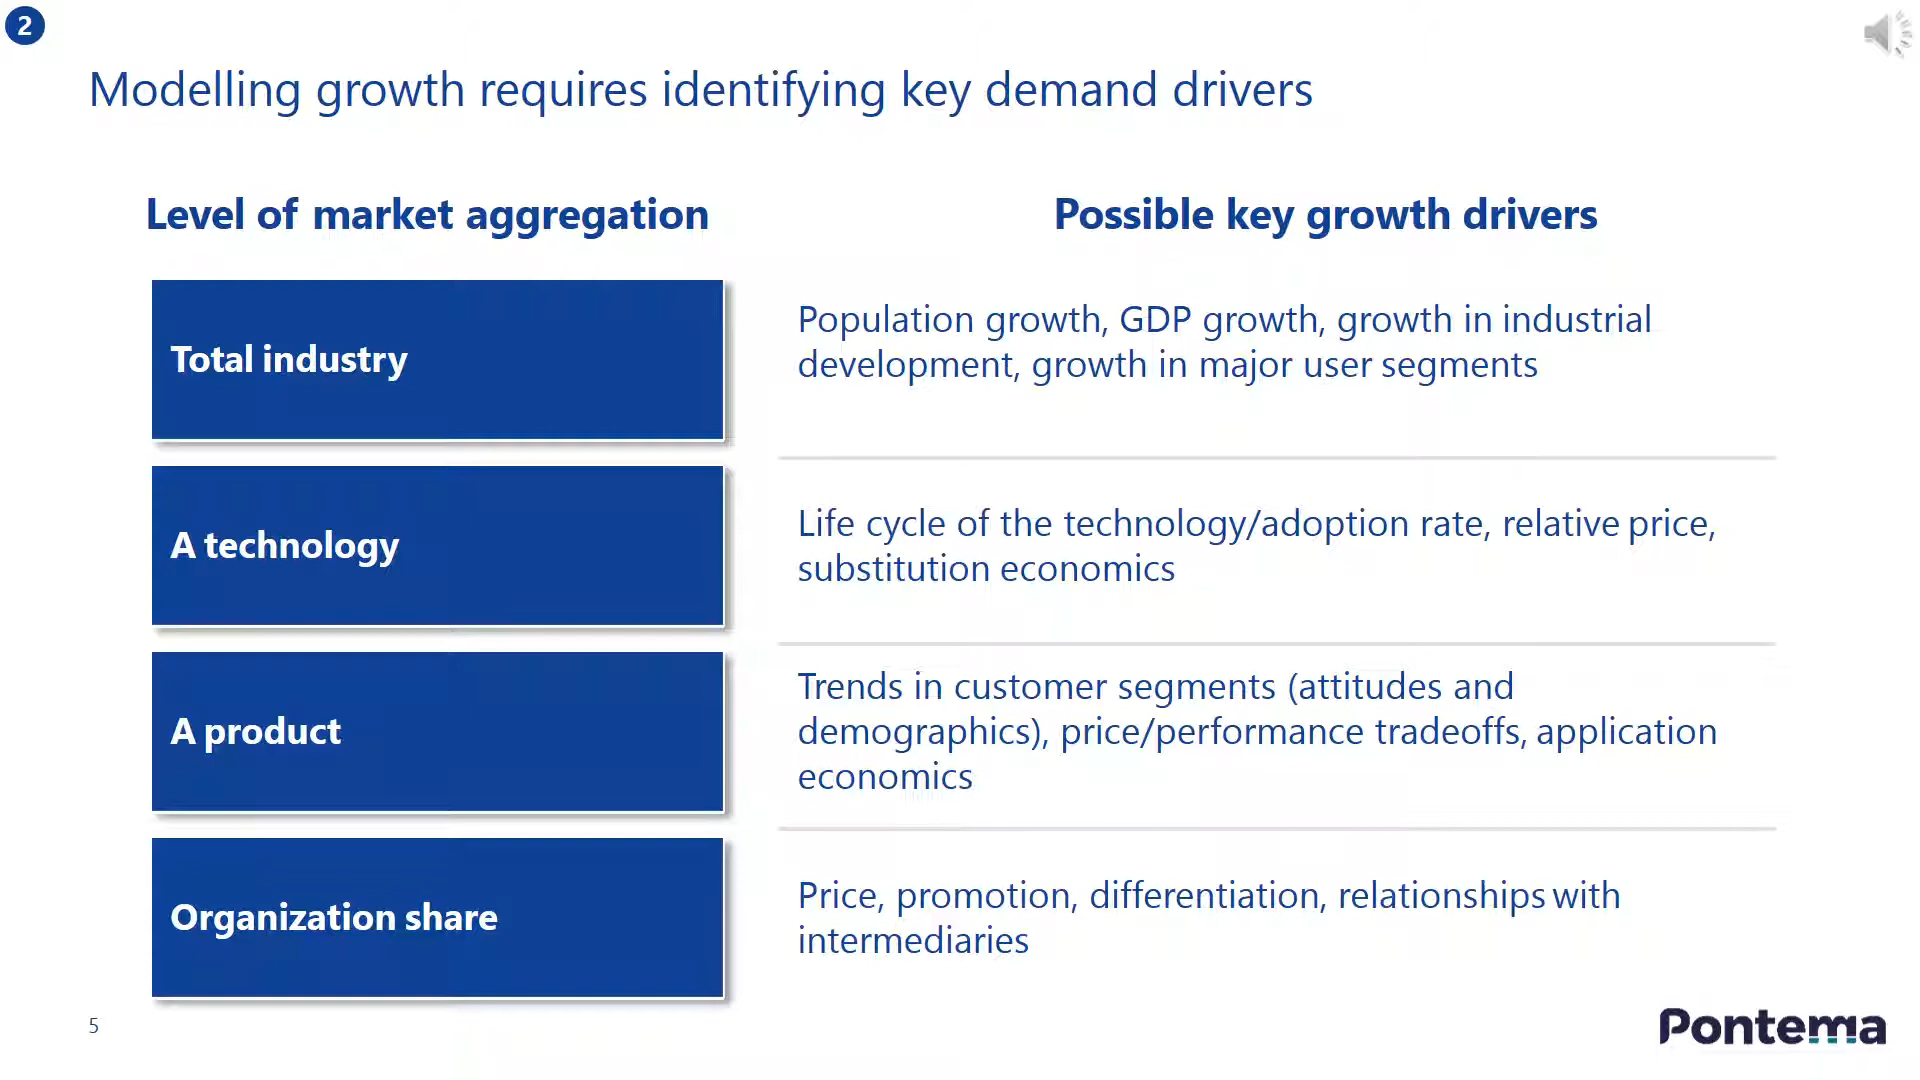 2
Modelling growth requires identifying key demand drivers
Level of market aggregation
Possible key growth drivers
Total industry
Population growth, GDP growth, growth in industrial
development, growth in major user segments
A technology
Life cycle of the technology/adoption rate, relative price,
substitution economics
A product
Trends in customer segments (attitudes and
demographics), price/performance tradeoffs, application
economics
Organization share
Price, promotion, differentiation, relationships with
intermediaries
5
Pontema